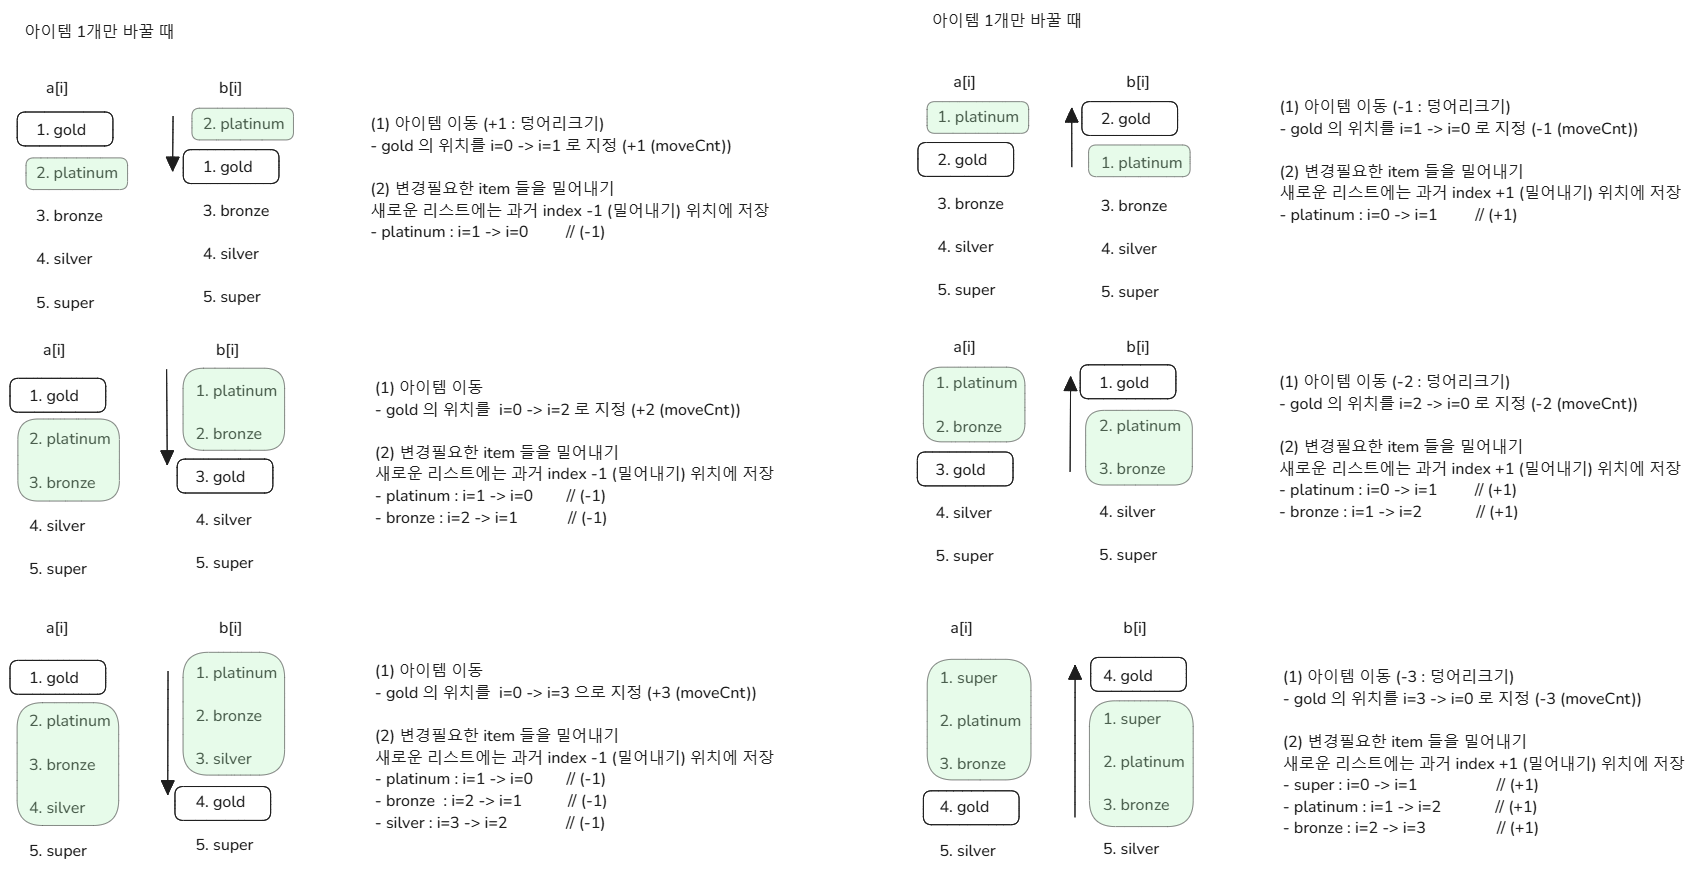 아이템 1개만 바꿀 때
a[i]
b[i]
1. gold
2. platinum
3. bronze
4. silver
5. super
2. platinum
1. gold
3. bronze
4. silver
5. super
(1) 아이템 이동 (+1 : 덩어리크기)
- gold 의 위치를 i=0 -> i=1 로 지정 (+1 (moveCnt))
(2) 변경필요한 item 들을 밀어내기
새로운 리스트에는 과거 index -1 (밀어내기) 위치에 저장
- platinum : i=1 -> i=0 // (-1)
a[i]
b[i]
1. gold
2. platinum
3. bronze
4. silver
5. super
1. platinum
2. bronze
3. gold
4. silver
5. super
(1) 아이템 이동
- gold 의 위치를 i=0 -> i=2 로 지정 (+2 (moveCnt))
(2) 변경필요한 item 들을 밀어내기
새로운 리스트에는 과거 index -1 (밀어내기) 위치에 저장
- platinum : i=1 -> i=0 // (-1)
- bronze : i=2 -> i=1 // (-1)
a[i]
b[i]
1. gold
2. platinum
3. bronze
4. silver
5. super
1. platinum
2. bronze
3. silver
4. gold
5. super
(1) 아이템 이동
- gold 의 위치를 i=0 -> i=3 으로 지정 (+3 (moveCnt))
(2) 변경필요한 item 들을 밀어내기
새로운 리스트에는 과거 index -1 (밀어내기) 위치에 저장
- platinum : i=1 -> i=0 // (-1)
- bronze : i=2 -> i=1 // (-1)
- silver : i=3 -> i=2 // (-1)
아이템 1개만 바꿀 때
a[i]
b[i]
1. platinum
2. gold
3. bronze
4. silver
5. super
2. gold
1. platinum
3. bronze
4. silver
5. super
(1) 아이템 이동 (-1 : 덩어리크기)
- gold 의 위치를 i=1 -> i=0 로 지정 (-1 (moveCnt))
(2) 변경필요한 item 들을 밀어내기
새로운 리스트에는 과거 index +1 (밀어내기) 위치에 저장
- platinum : i=0 -> i=1 // (+1)
a[i]
b[i]
1. platinum
2. bronze
3. gold
4. silver
5. super
1. gold
2. platinum
3. bronze
4. silver
5. super
(1) 아이템 이동 (-2 : 덩어리크기)
- gold 의 위치를 i=2 -> i=0 로 지정 (-2 (moveCnt))
(2) 변경필요한 item 들을 밀어내기
새로운 리스트에는 과거 index +1 (밀어내기) 위치에 저장
- platinum : i=0 -> i=1 // (+1)
- bronze : i=1 -> i=2 // (+1)
a[i]
b[i]
1. super
2. platinum
3. bronze
4. gold
5. silver
4. gold
1. super
2. platinum
3. bronze
5. silver
(1) 아이템 이동 (-3 : 덩어리크기)
- gold 의 위치를 i=3 -> i=0 로 지정 (-3 (moveCnt))
(2) 변경필요한 item 들을 밀어내기
새로운 리스트에는 과거 index +1 (밀어내기) 위치에 저장
- super : i=0 -> i=1 // (+1)
- platinum : i=1 -> i=2 // (+1)
- bronze : i=2 -> i=3 // (+1)